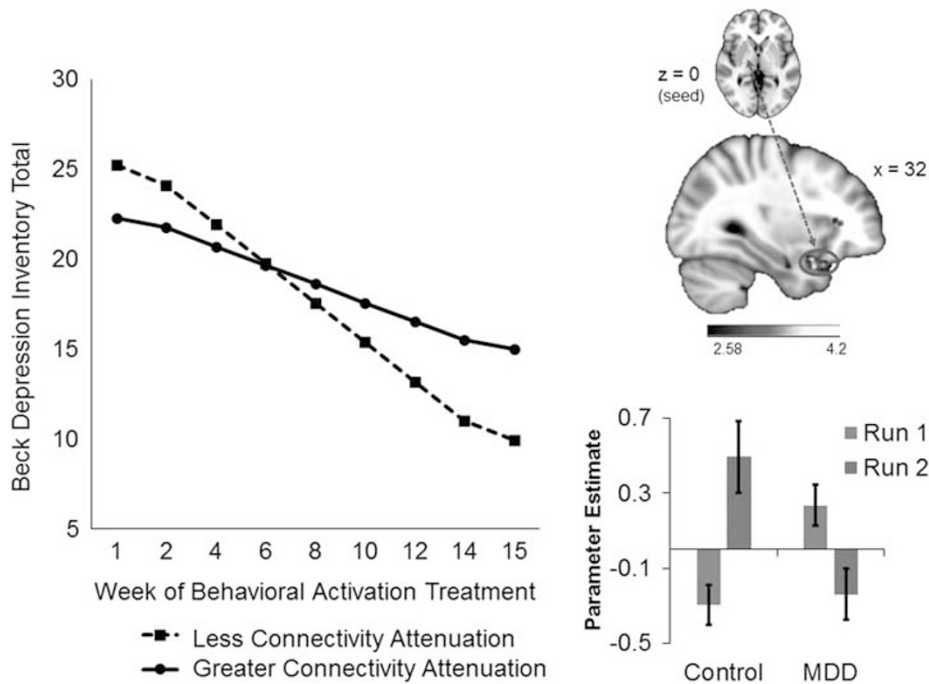 Beck Depression Inventory Total
30
25
20
15
10
5
1 2 4 6 8 10 12 14 15
Week of Behavioral Activation Treatment
Less Connectivity Attenuation
Greater Connectivity Attenuation
z = 0
(seed)
x = 32
2.58 4.2
Parameter Estimate
0.7
0.3
-0.1
-0.5
Run 1
Run 2
Control MDD